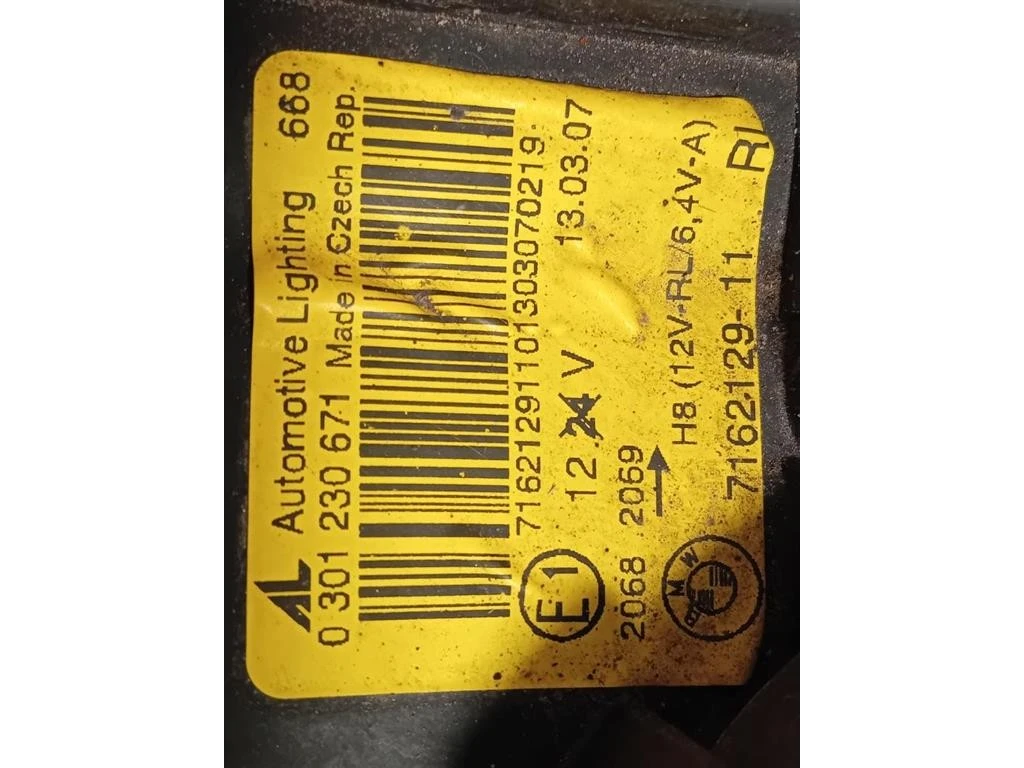 AL Automotive Lighting 668
0 301 230 671 Made in Czech Rep.
71621291101303070219
12 24 V 13.03.07
E1
2068 2069
H8 (12V-RL/6,4V-A)
BMW
7162129-11 RI